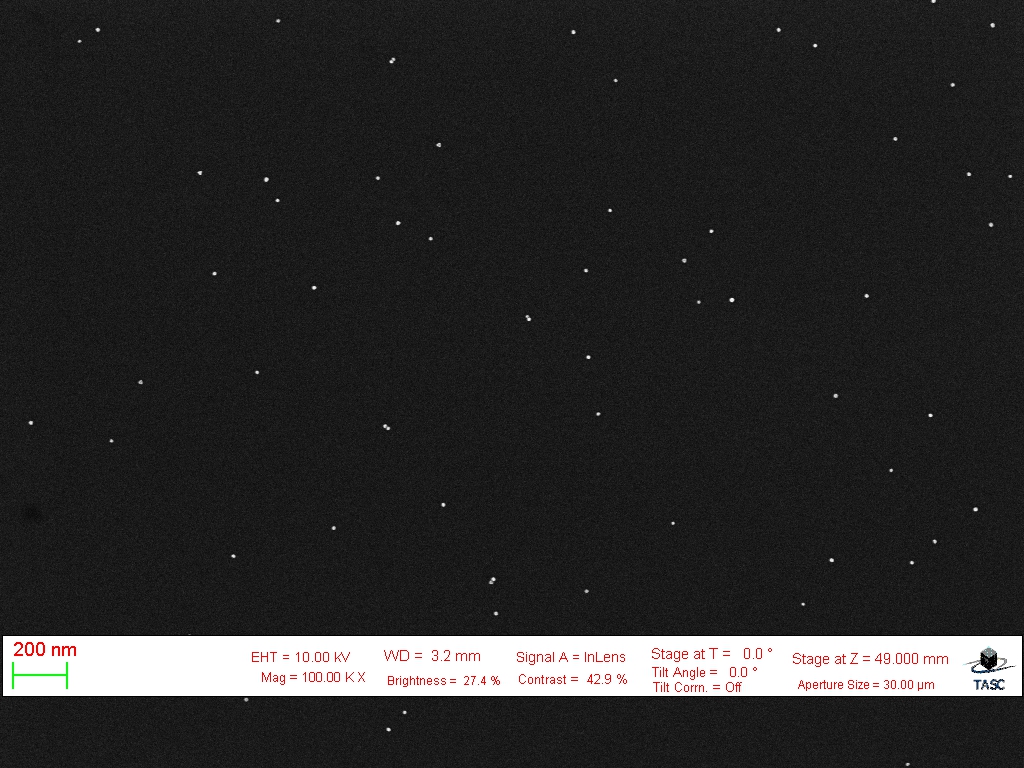 200 nm
EHT = 10.00 kV
WD = 3.2 mm
Signal A = InLens
Stage at T = 0.0 °
Stage at Z = 49.000 mm
Mag = 100.00 K X
Brightness = 27.4 %
Contrast = 42.9 %
Tilt Angle = 0.0 °
Tilt Corrn. = Off
Aperture Size = 30.00 µm
TASC